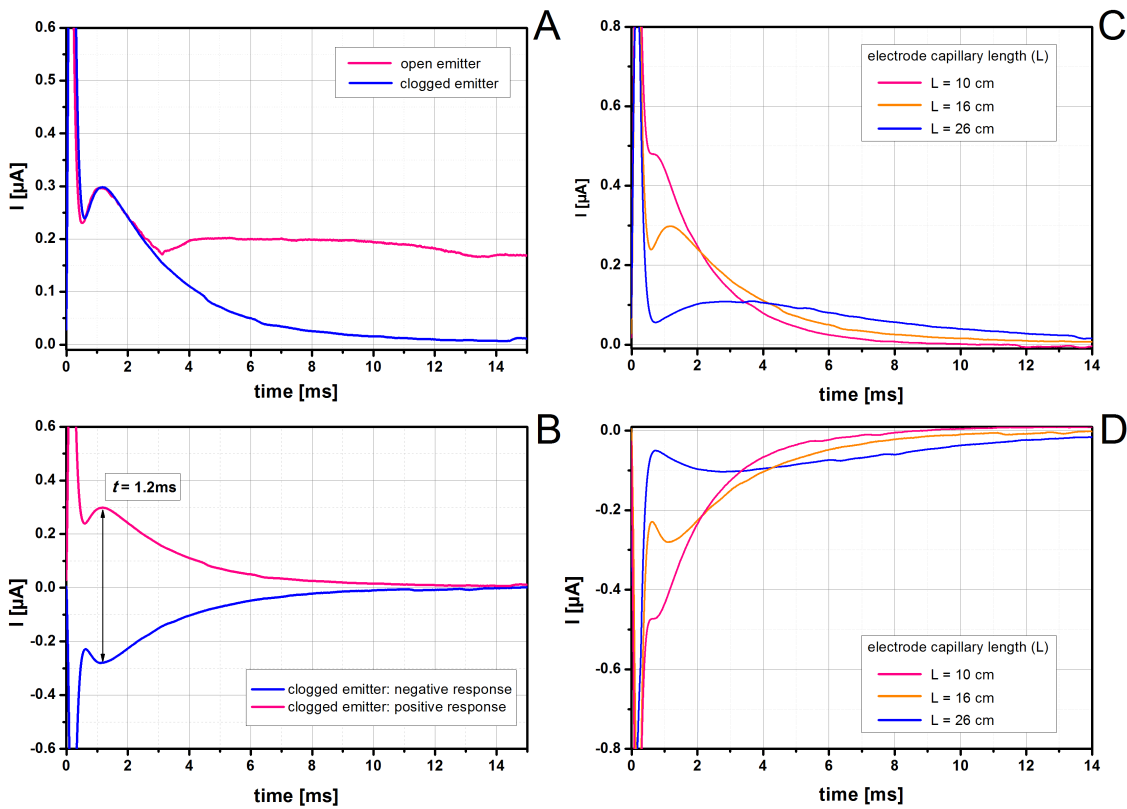 A
0.6
0.5
0.4
0.3
0.2
0.1
0.0
I [µA]
open emitter
clogged emitter
0 2 4 6 8 10 12 14
time [ms]
B
0.6
0.4
0.2
0.0
-0.2
-0.4
-0.6
I [µA]
t = 1.2ms
clogged emitter: negative response
clogged emitter: positive response
0 2 4 6 8 10 12 14
time [ms]
C
0.8
0.6
0.4
0.2
0.0
I [µA]
electrode capillary length (L)
L = 10 cm
L = 16 cm
L = 26 cm
0 2 4 6 8 10 12 14
time [ms]
D
0.0
-0.2
-0.4
-0.6
-0.8
I [µA]
electrode capillary length (L)
L = 10 cm
L = 16 cm
L = 26 cm
0 2 4 6 8 10 12 14
time [ms]